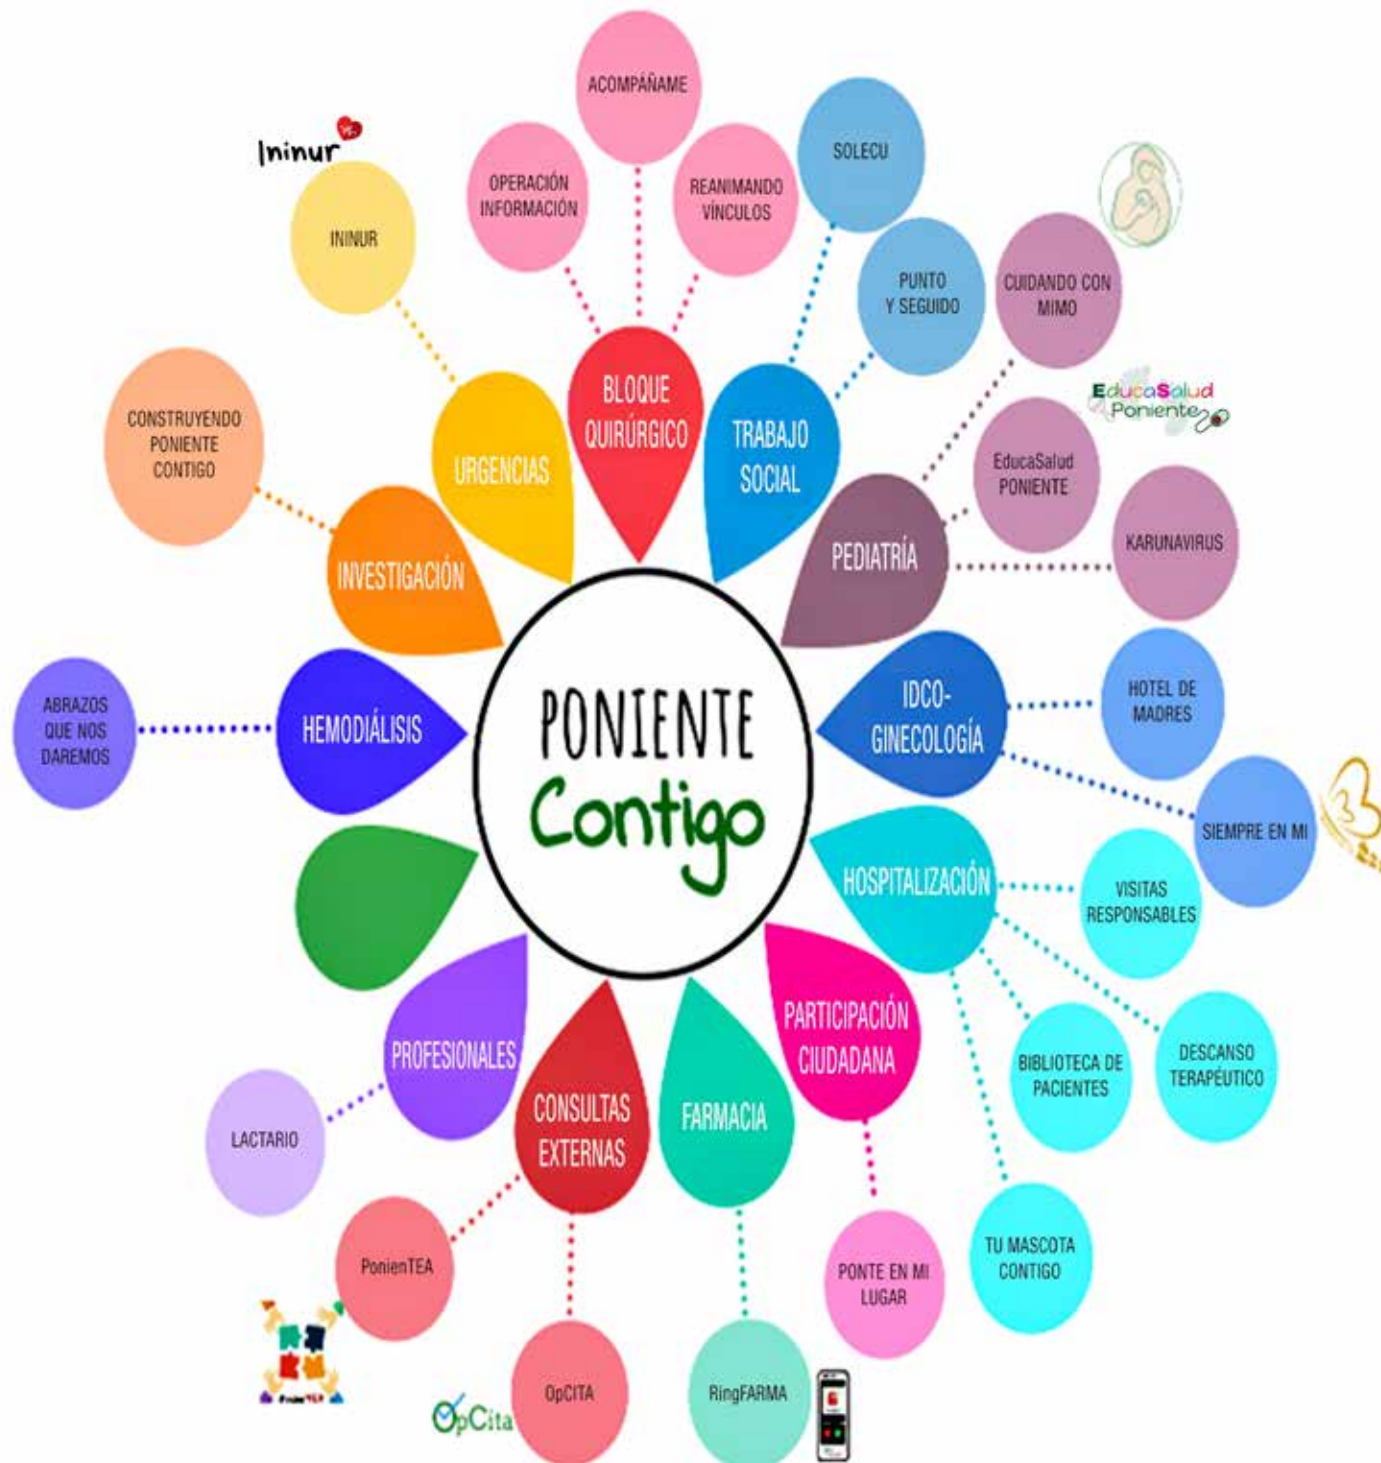 ACOMPÁÑAME
OPERACIÓN
INFORMACIÓN
REANIMANDO
VÍNCULOS
SOLECU
PUNTO
Y SEGUIDO
Ininur
ININUR
CUIDANDO CON
MIMO
EducaSalud
Poniente
EducaSalud
PONIENTE
KARUNAVIRUS
CONSTRUYENDO
PONIENTE
CONTIGO
URGENCIAS
BLOQUE
QUIRÚRGICO
TRABAJO
SOCIAL
PEDIATRÍA
INVESTIGACIÓN
HEMODIÁLISIS
ABRAZOS
QUE NOS
DAREMOS
PONIENTE
Contigo
IDCO-
GINECOLOGÍA
HOTEL DE
MADRES
SIEMPRE EN MI
HOSPITALIZACIÓN
VISITAS
RESPONSABLES
DESCANSO
TERAPÉUTICO
BIBLIOTECA DE
PACIENTES
TU MASCOTA
CONTIGO
PARTICIPACIÓN
CIUDADANA
PONTE EN MI
LUGAR
FARMACIA
RingFARMA
CONSULTAS
EXTERNAS
OpCITA
OpCita
PonienTEA
PROFESIONALES
LACTARIO